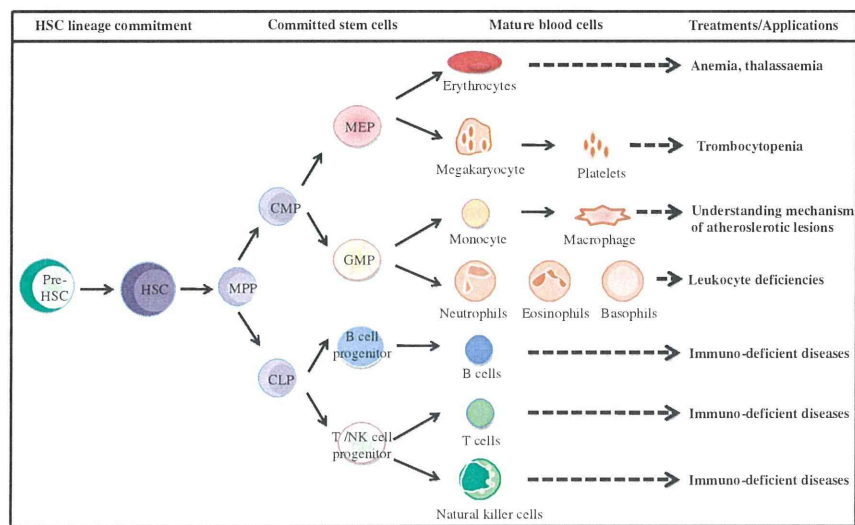 HSC lineage commitment
Committed stem cells
Mature blood cells
Treatments/Applications
Erythrocytes
Anemia, thalassaemia
MEP
Megakaryocyte
Platelets
Trombocytopenia
CMP
Monocyte
Macrophage
Understanding mechanism
of atheroslerotic lesions
GMP
Pre-
HSC
HSC
MPP
Neutrophils
Eosinophils
Basophils
Leukocyte deficiencies
B cell
progenitor
B cells
Immuno-deficient diseases
CLP
T /NK cell
progenitor
T cells
Immuno-deficient diseases
Natural killer cells
Immuno-deficient diseases